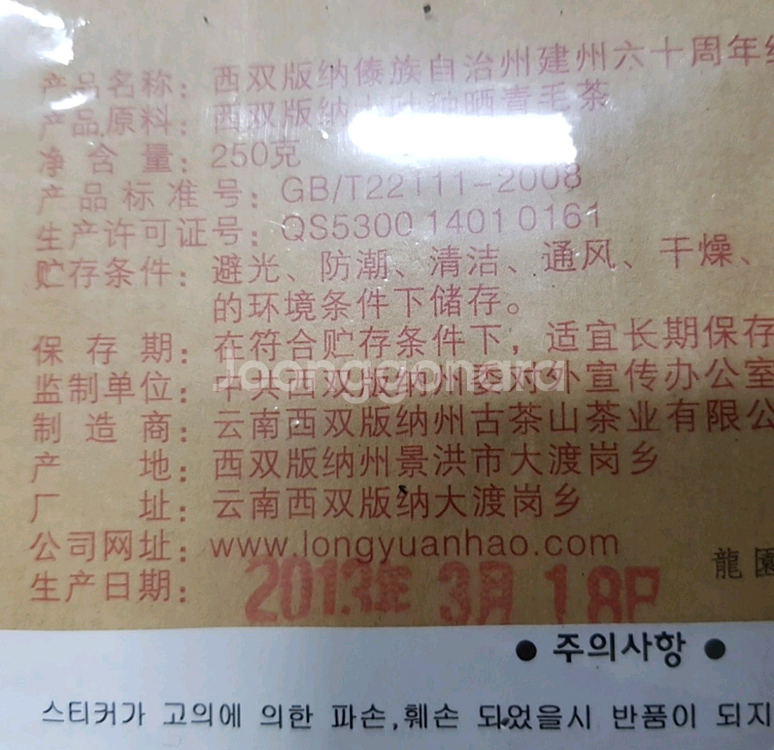 产品名称：西双版纳傣族自治州建州六十周年纪
产品原料：西双版纳大叶种晒青毛茶
净含量：250克
产品标准号：GB/T22111-2008
生产许可证号：QS5300 1401 0161
贮存条件：避光、防潮、清洁、通风、干燥、
的环境条件下储存。
保存期：在符合贮存条件下，适宜长期保存
Joonggonara
监制单位：中共西双版纳州委对外宣传办公室
制造商：云南西双版纳州古茶山茶业有限公
产地：西双版纳州景洪市大渡岗乡
厂址：云南西双版纳大渡岗乡
公司网址：www.longyuanhao.com
龍園
生产日期：2013年 3月 18日
● 주의사항 ●
스티커가 고의에 의한 파손,훼손 되었을시 반품이 되지